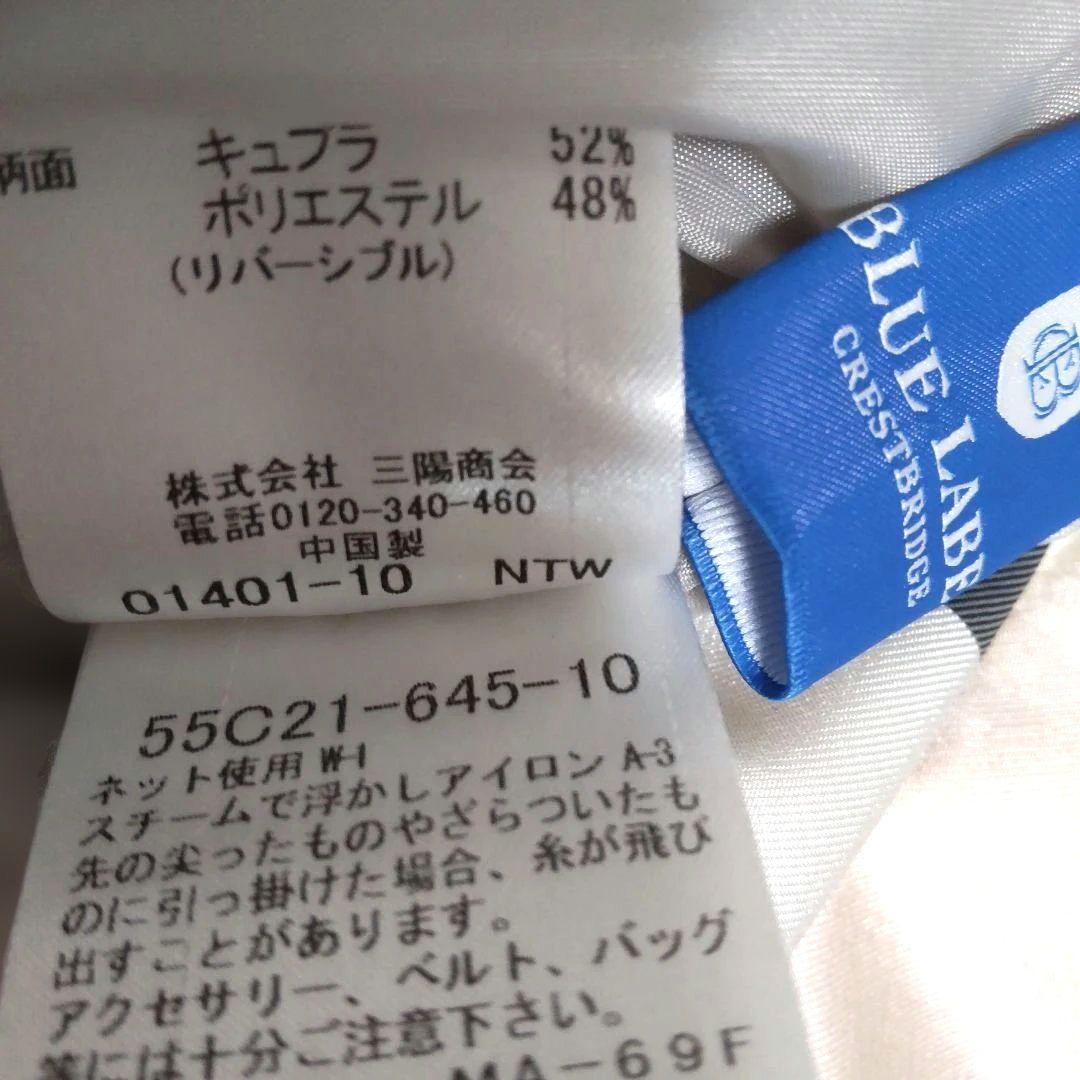 柄面 キュプラ 52%
ポリエステル 48%
(リバーシブル)
株式会社 三陽商会
電話0120-340-460
中国製
01401-10 NTW
55C21-645-10
ネット使用 W-I
スチームで浮かしアイロン A-3
先の尖ったものやざらついたも
のに引っ掛けた場合、糸が飛び
出すことがあります。
アクセサリー、ベルト、バッグ
等には十分ご注意下さい。
MA-69F
BLUE LABE
CRESTBRIDGE